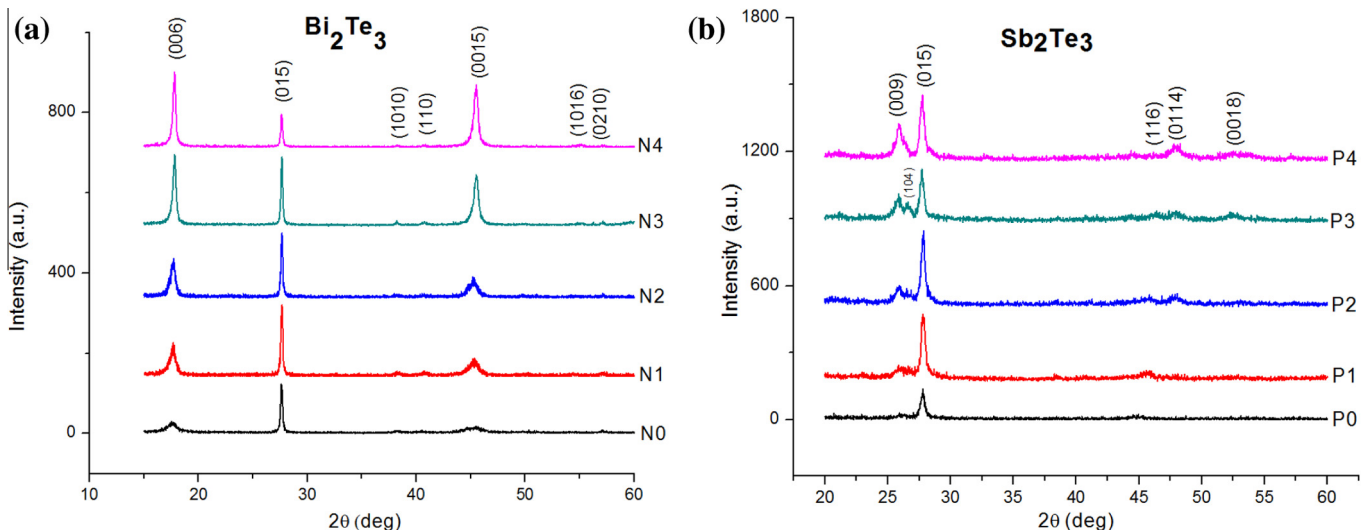 (a)
Bi2Te3
(006)
(015)
(1010)
(110)
(0015)
(1016)
(0210)
N4
N3
N2
N1
N0
800
400
0
Intensity (a.u.)
10 20 30 40 50 60
2θ (deg)
(b)
Sb2Te3
(009)
(015)
(104)
(116)
(0114)
(0018)
P4
P3
P2
P1
P0
1800
1200
600
0
Intensity (a.u.)
20 25 30 35 40 45 50 55 60
2θ (deg)